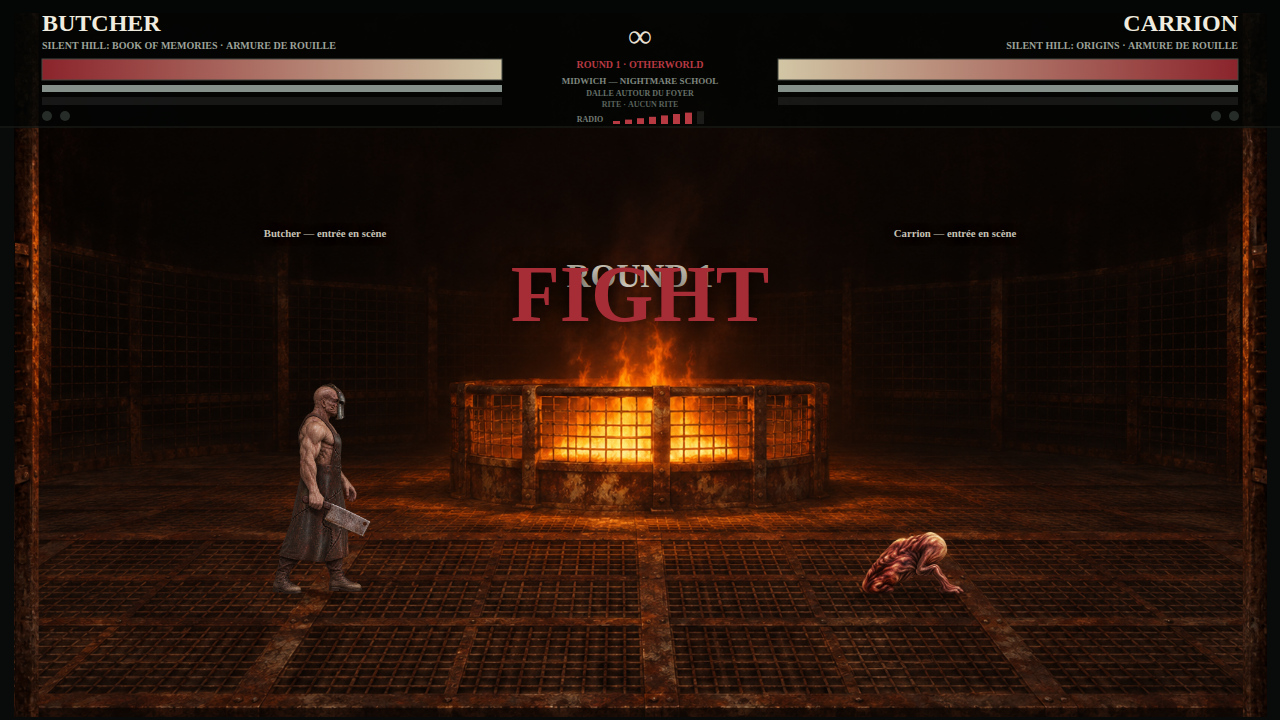 BUTCHER
SILENT HILL: BOOK OF MEMORIES · ARMURE DE ROUILLE
∞
ROUND 1 · OTHERWORLD
MIDWICH — NIGHTMARE SCHOOL
DALLE AUTOUR DU FOYER
RITE · AUCUN RITE
RADIO
CARRION
SILENT HILL: ORIGINS · ARMURE DE ROUILLE
Butcher — entrée en scène
Carrion — entrée en scène
ROUND 1
FIGHT